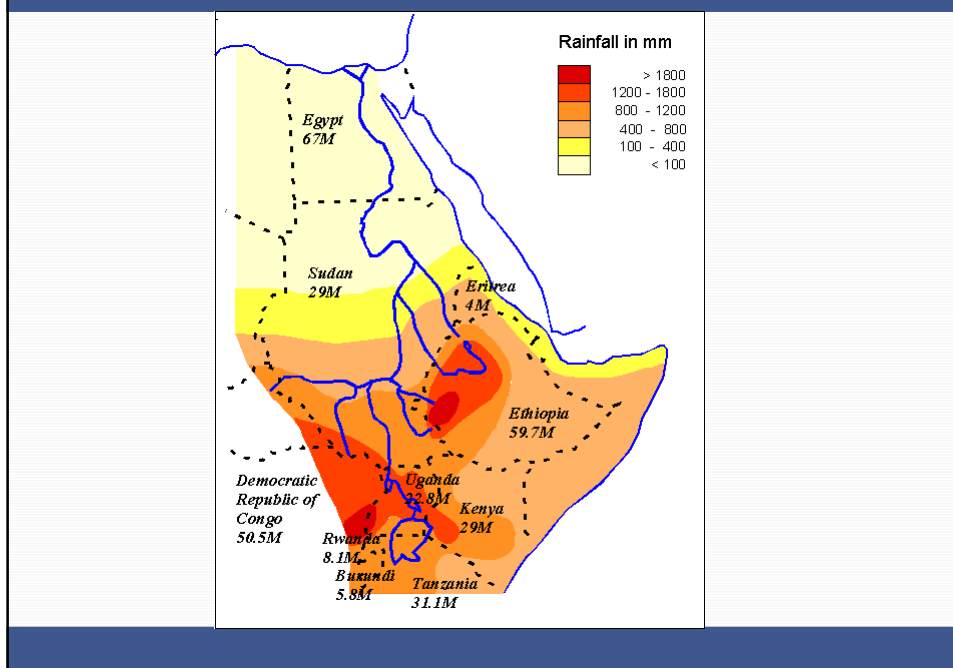 Rainfall in mm
> 1800
1200 - 1800
800 - 1200
400 - 800
100 - 400
< 100
Egypt
67M
Sudan
29M
Eritrea
4M
Ethiopia
59.7M
Democratic
Republic of
Congo
50.5M
Uganda
22.8M
Kenya
29M
Rwanda
8.1M
Burundi
5.8M
Tanzania
31.1M